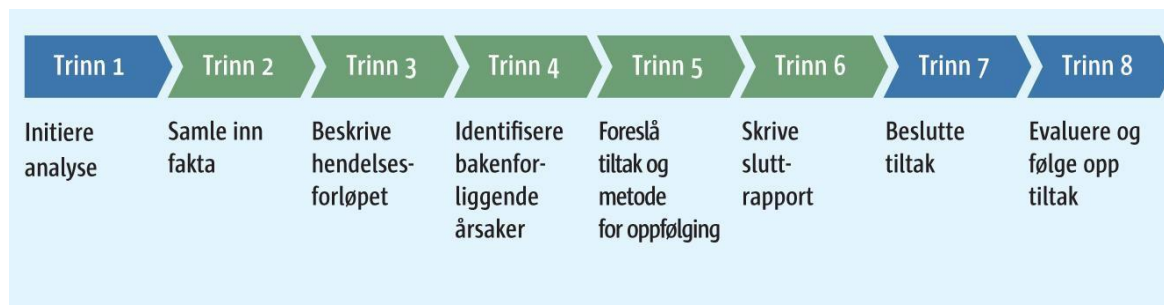 Trinn 1
Trinn 2
Trinn 3
Trinn 4
Trinn 5
Trinn 6
Trinn 7
Trinn 8
Initiere
analyse
Samle inn
fakta
Beskrive
hendelses-
forløpet
Identifisere
bakenfor-
liggende
årsaker
Foreslå
tiltak og
metode
for oppfølging
Skrive
slutt-
rapport
Beslutte
tiltak
Evaluere og
følge opp
tiltak